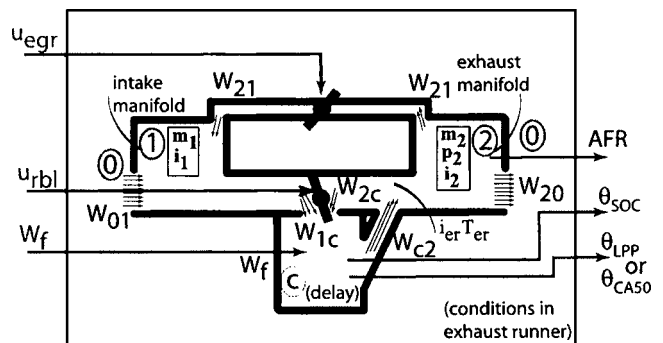 u_egr
intake
manifold
W_21
W_21
exhaust
manifold
0
1
m_1
i_1
m_2
p_2
i_2
2
0
AFR
u_rbl
W_01
W_1c
W_2c
W_20
i_er T_er
θ_SOC
W_f
W_f
W_c2
θ_LPP
or
θ_CA50
C_i (delay)
(conditions in
exhaust runner)